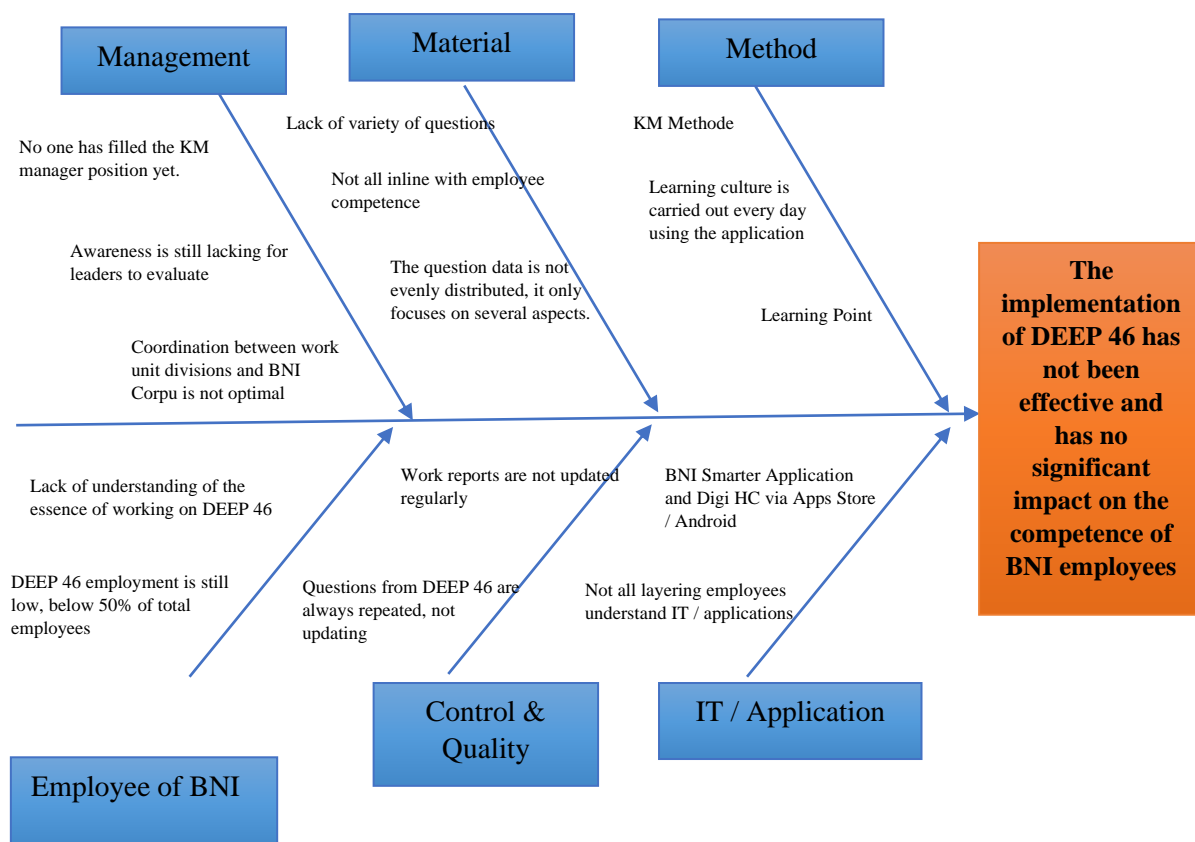 Management
Material
Method
No one has filled the KM
manager position yet.
Awareness is still lacking for
leaders to evaluate
Coordination between work
unit divisions and BNI
Corpu is not optimal
Lack of variety of questions
Not all inline with employee
competence
The question data is not
evenly distributed, it only
focuses on several aspects.
KM Methode
Learning culture is
carried out every day
using the application
Learning Point
The
implementation
of DEEP 46 has
not been
effective and
has no
significant
impact on the
competence of
BNI employees
Lack of understanding of the
essence of working on DEEP 46
DEEP 46 employment is still
low, below 50% of total
employees
Work reports are not updated
regularly
Questions from DEEP 46 are
always repeated, not
updating
BNI Smarter Application
and Digi HC via Apps Store
/ Android
Not all layering employees
understand IT / applications
Employee of BNI
Control &
Quality
IT / Application